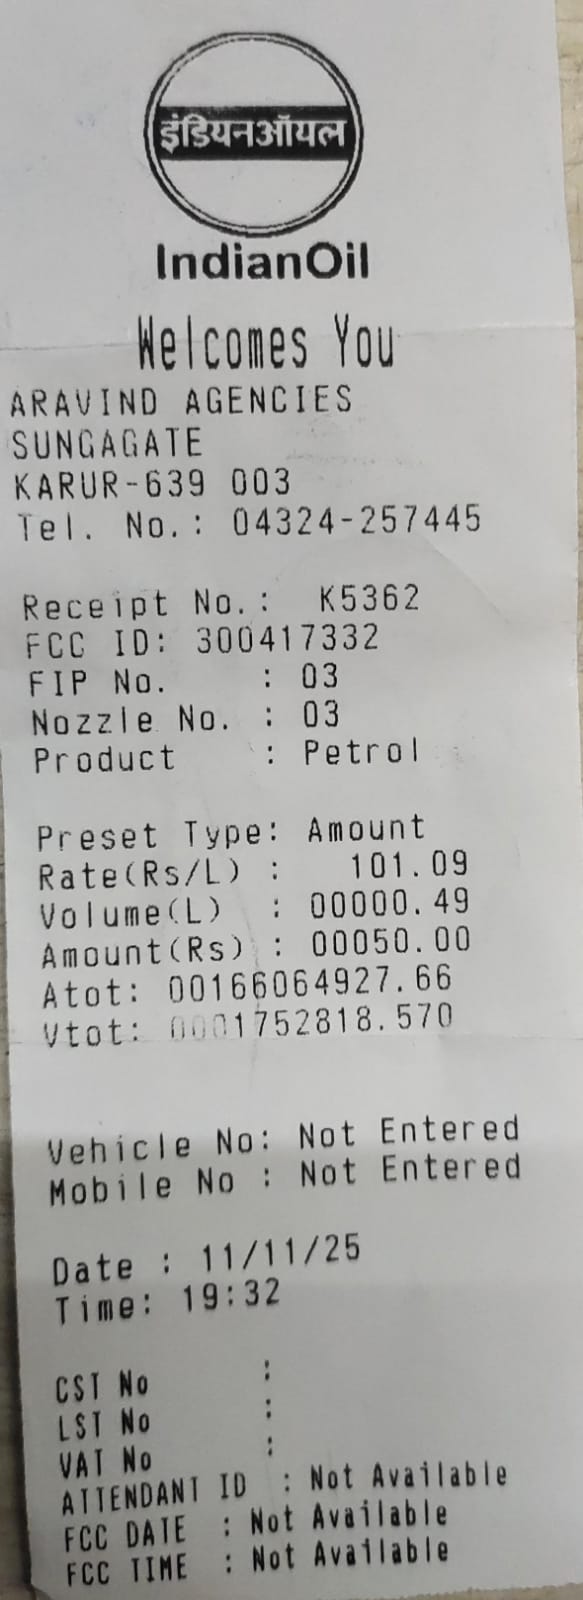 इंडियनऑयल
IndianOil
Welcomes You
ARAVIND AGENCIES
SUNGAGATE
KARUR-639 003
Tel. No.: 04324-257445
Receipt No.: K5362
FCC ID: 300417332
FIP No. : 03
Nozzle No. : 03
Product : Petrol
Preset Type: Amount
Rate(Rs/L) : 101.09
Volume(L) : 00000.49
Amount(Rs) : 00050.00
Atot: 00166064927.66
Vtot: 0001752818.570
Vehicle No: Not Entered
Mobile No : Not Entered
Date : 11/11/25
Time: 19:32
CST No :
LST No :
VAT No :
ATTENDANT ID : Not Available
FCC DATE : Not Available
FCC TIME : Not Available